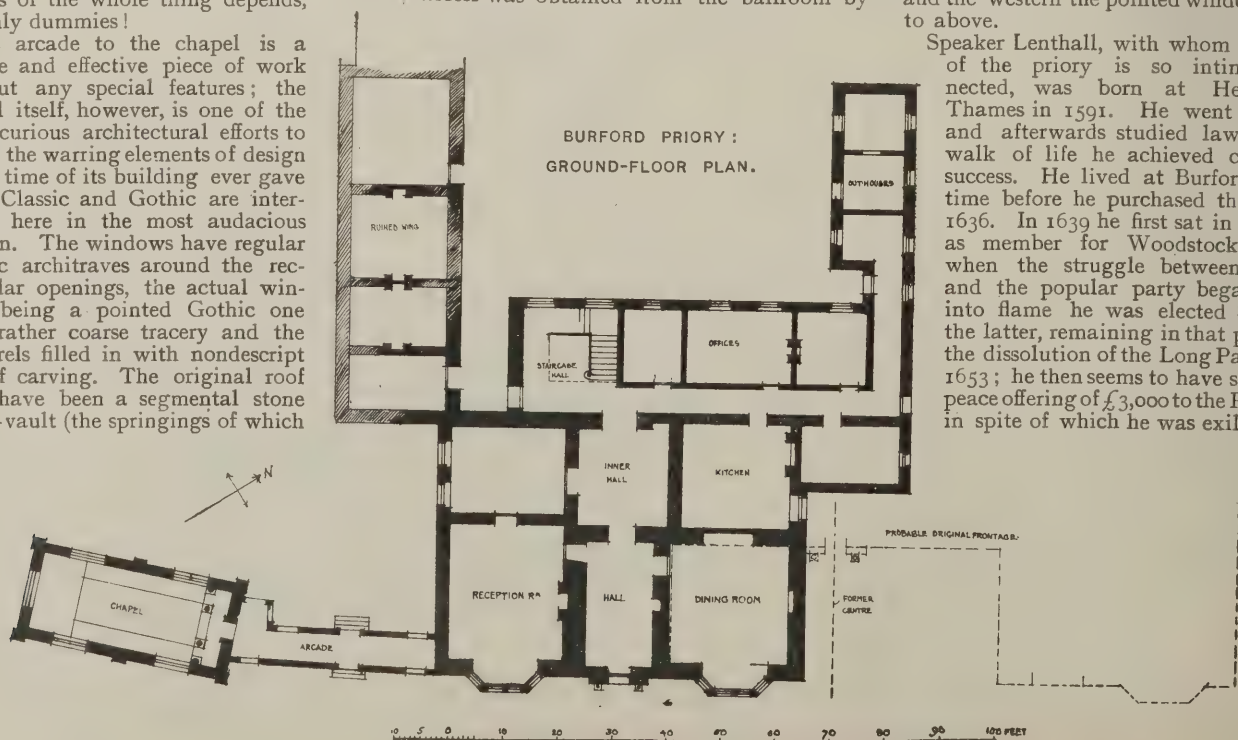 s of the whole thing depends,
ly dummies!
arcade to the chapel is a
e and effective piece of work
out any special features; the
l itself, however, is one of the
curious architectural efforts to
the warring elements of design
time of its building ever gave
Classic and Gothic are inter-
here in the most audacious
n. The windows have regular
c architraves around the rec-
lar openings, the actual win-
being a pointed Gothic one
rather coarse tracery and the
rels filled in with nondescript
f carving. The original roof
have been a segmental stone
-vault (the springings of which
was obtained from the ballroom by
BURFORD PRIORY:
GROUND-FLOOR PLAN.
RUINED WING
OUTHOUSES
STAIRCASE
HALL
OFFICES
INNER
HALL
KITCHEN
RECEPTION RM
HALL
DINING ROOM
CHAPEL
ARCADE
N
PROBABLE ORIGINAL FRONTAGE.
FORMER
CENTRE
10 5 0 10 20 30 40 50 60 70 80 90 100 FEET
and the western the pointed windo
to above.
Speaker Lenthall, with whom
of the priory is so intin
nected, was born at He
Thames in 1591. He went
and afterwards studied law
walk of life he achieved c
success. He lived at Burfor
time before he purchased th
1636. In 1639 he first sat in
as member for Woodstock
when the struggle between
and the popular party bega
into flame he was elected
the latter, remaining in that p
the dissolution of the Long Pa
1653; he then seems to have s
peace offering of £3,000 to the P
in spite of which he was exil